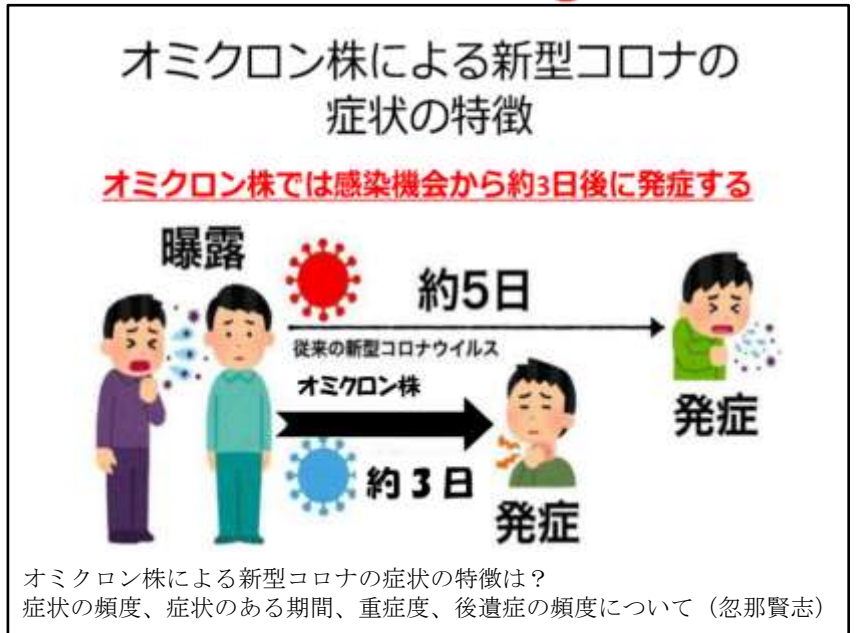 オミクロン株による新型コロナの
症状の特徴
オミクロン株では感染機会から約3日後に発症する
曝露
約5日
従来の新型コロナウイルス
オミクロン株
発症
約3日
発症
オミクロン株による新型コロナの症状の特徴は？
症状の頻度、症状のある期間、重症度、後遺症の頻度について（忽那賢志）